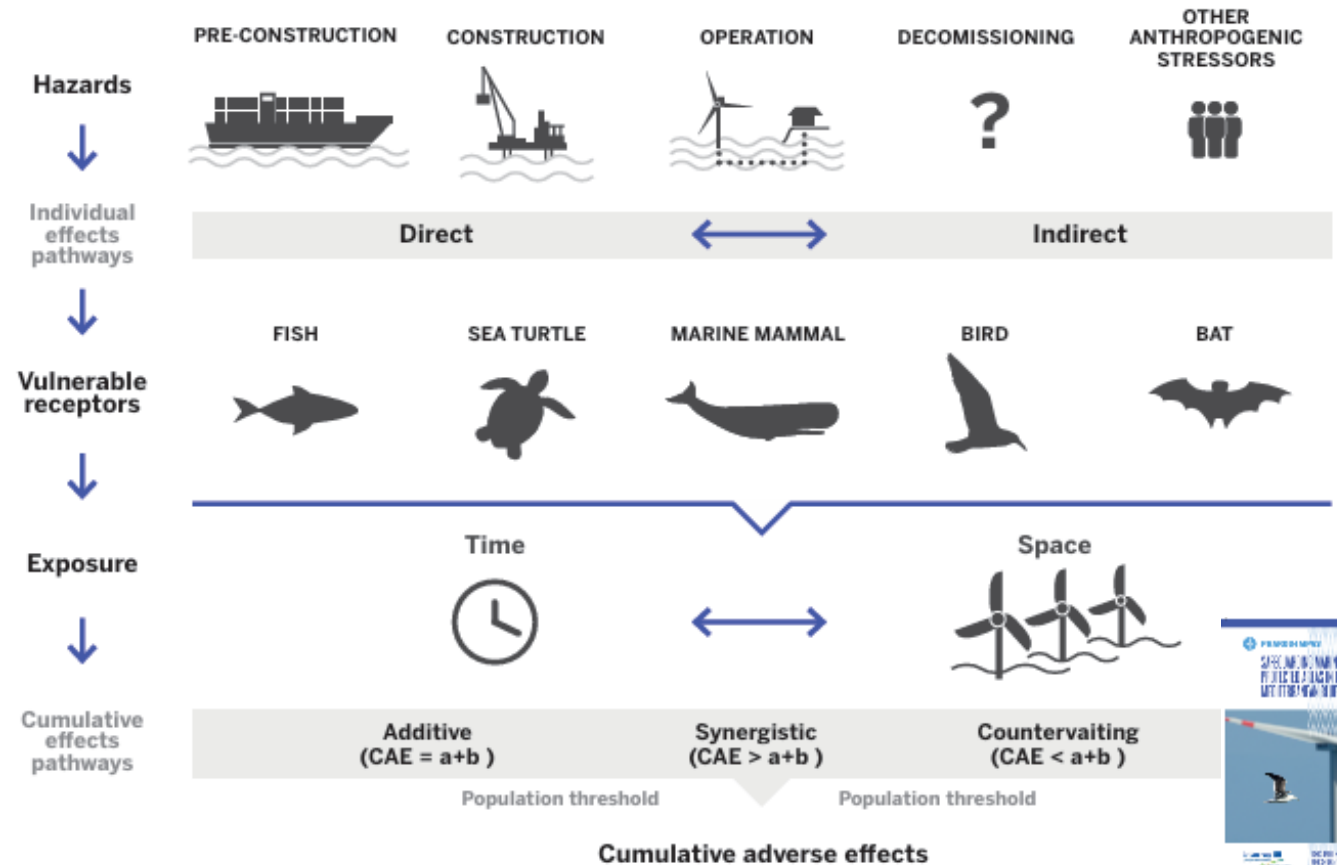 PRE-CONSTRUCTION
CONSTRUCTION
OPERATION
DECOMISSIONING
OTHER
ANTHROPOGENIC
STRESSORS
Hazards
?
Individual
effects
pathways
Direct
Indirect
FISH
SEA TURTLE
MARINE MAMMAL
BIRD
BAT
Vulnerable
receptors
Exposure
Time
Space
Cumulative
effects
pathways
Additive
(CAE = a+b )
Synergistic
(CAE > a+b )
Countervaiting
(CAE < a+b )
Population threshold
Population threshold
Cumulative adverse effects